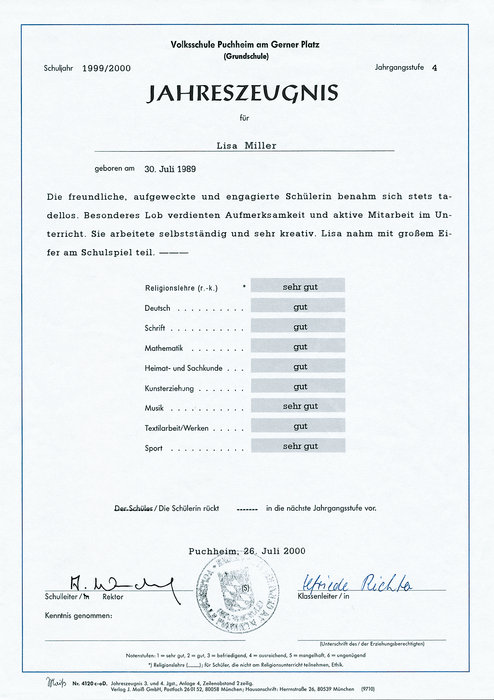 Volksschule Puchheim am Gerner Platz
(Grundschule)
Schuljahr 1999/2000 Jahrgangsstufe 4
JAHRESZEUGNIS
für
Lisa Miller
geboren am 30. Juli 1989
Die freundliche, aufgeweckte und engagierte Schülerin benahm sich stets ta-
dellos. Besonderes Lob verdienten Aufmerksamkeit und aktive Mitarbeit im Un-
terricht. Sie arbeitete selbstständig und sehr kreativ. Lisa nahm mit großem Ei-
fer am Schulspiel teil. ———
Religionslehre (r.-k.) * sehr gut
Deutsch . . . . . . . . . . gut
Schrift . . . . . . . . . . . gut
Mathematik . . . . . . . . gut
Heimat- und Sachkunde . . . gut
Kunsterziehung . . . . . . . gut
Musik . . . . . . . . . . . sehr gut
Textilarbeit/Werken . . . . . gut
Sport . . . . . . . . . . . sehr gut
Der Schüler / Die Schülerin rückt ------- in die nächste Jahrgangsstufe vor.
Puchheim, 26. Juli 2000
(S)
Elfriede Richter
Schulleiter / in Rektor Klassenleiter / in
Kenntnis genommen:
(Unterschrift des / der Erziehungsberechtigten)
Notenstufen: 1 = sehr gut, 2 = gut, 3 = befriedigend, 4 = ausreichend, 5 = mangelhaft, 6 = ungenügend
*) Religionslehre (......); für Schüler, die nicht am Religionsunterricht teilnehmen, Ethik.
Maiß Nr. 4120 c-aD. Jahreszeugnis 3. und 4. Jgst., Anlage 4, Zeilenabstand 2zeilig.
Verlag J. Maiß GmbH, Postfach 26 01 52, 80058 München; Hausanschrift: Herrnstraße 26, 80539 München (9710)